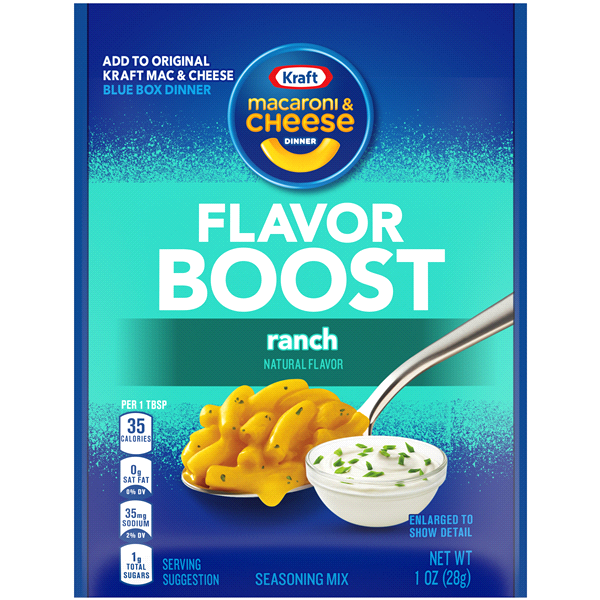 ADD TO ORIGINAL
KRAFT MAC & CHEESE
BLUE BOX DINNER
Kraft
macaroni &
CHEESE
DINNER
FLAVOR
BOOST
ranch
NATURAL FLAVOR
PER 1 TBSP
35
CALORIES
0g
SAT FAT
0% DV
35mg
SODIUM
2% DV
1g
TOTAL
SUGARS
SERVING
SUGGESTION
SEASONING MIX
ENLARGED TO
SHOW DETAIL
NET WT
1 OZ (28g)